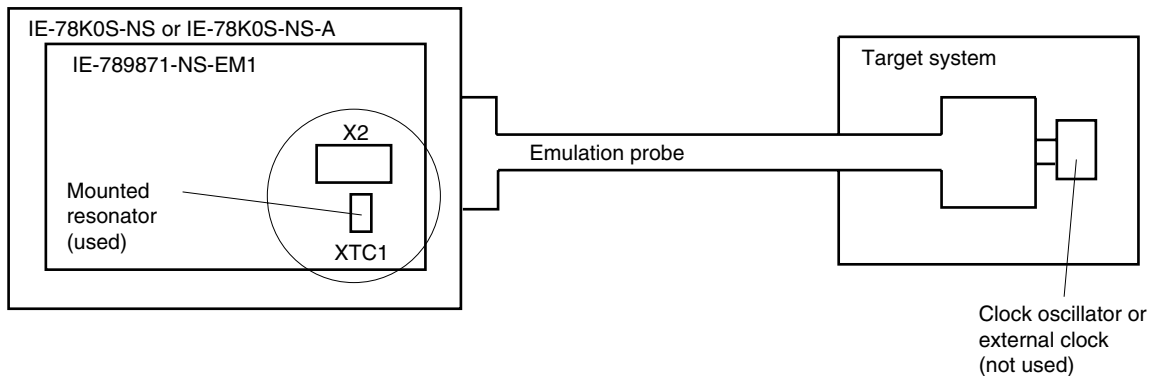 IE-78K0S-NS or IE-78K0S-NS-A
IE-789871-NS-EM1
X2
Mounted
resonator
(used)
XTC1
Emulation probe
Target system
Clock oscillator or
external clock
(not used)